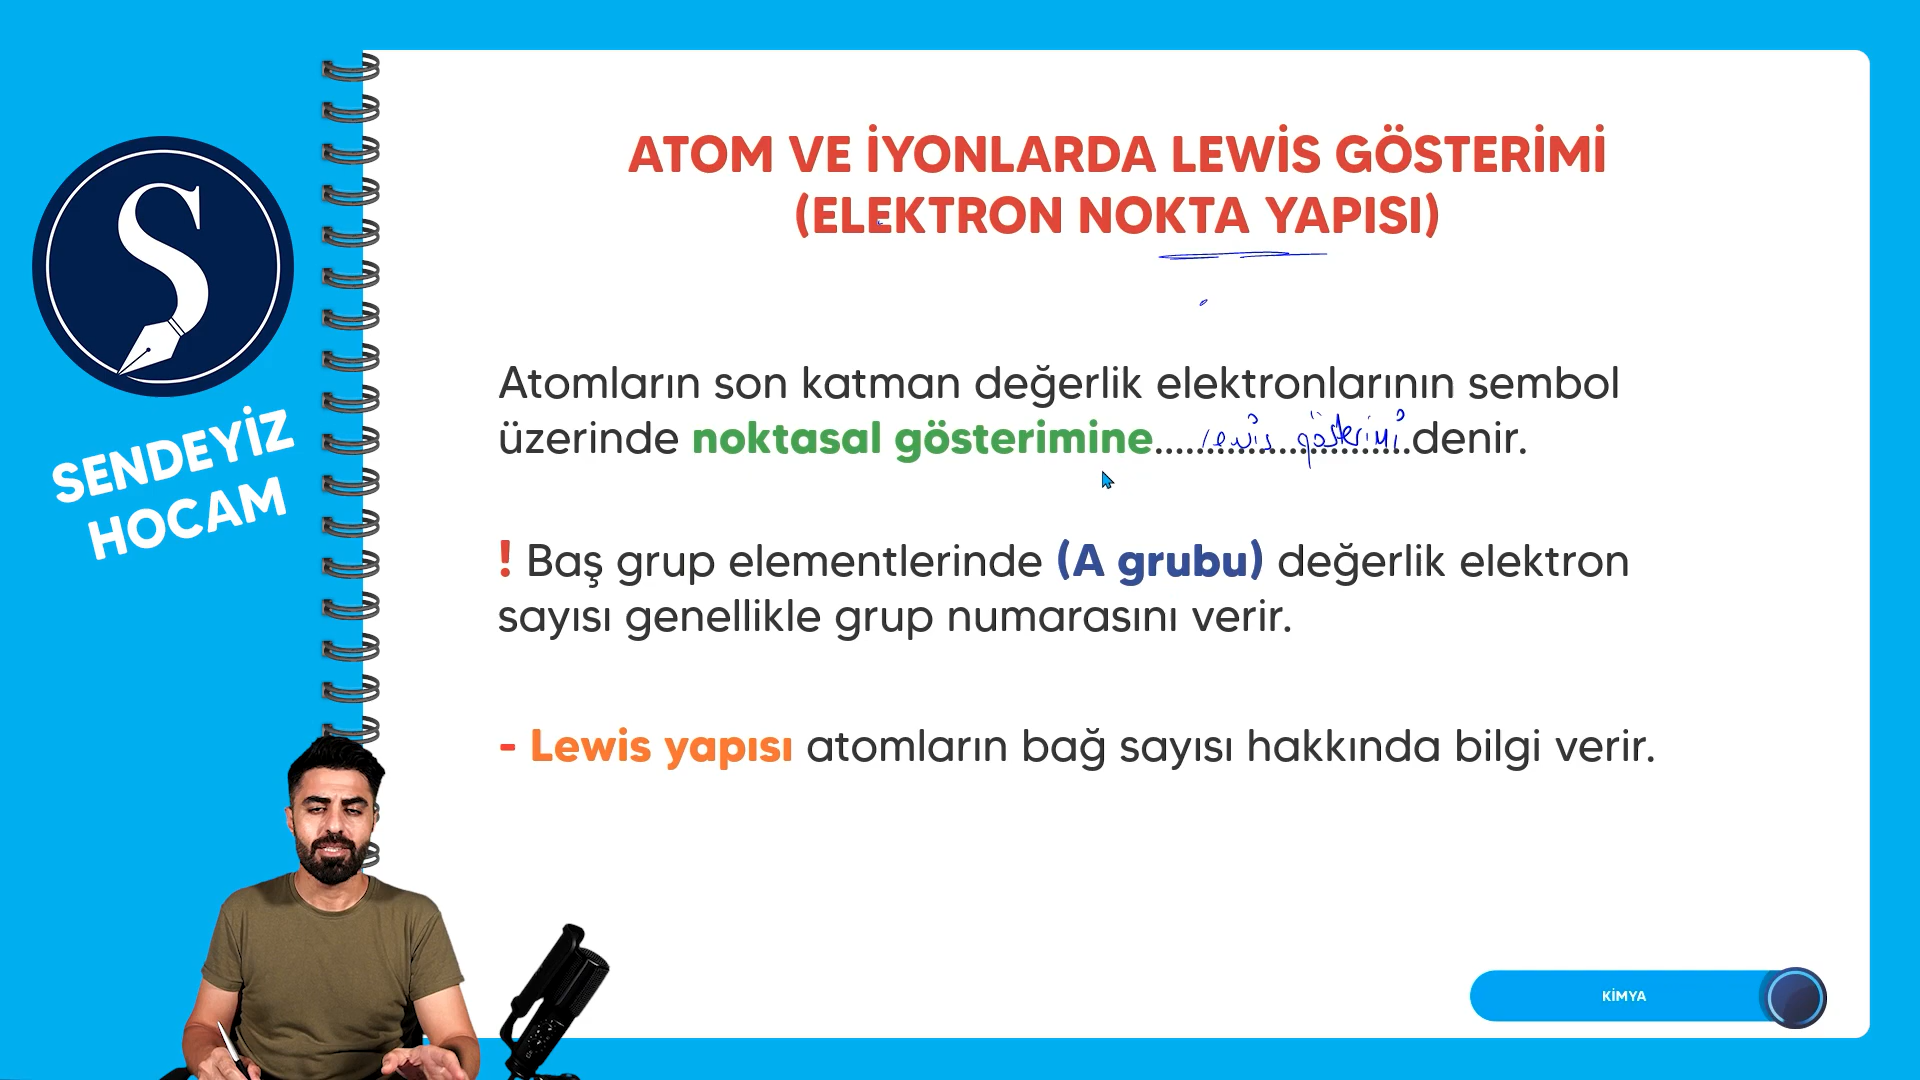 SENDEYİZ
HOCAM
ATOM VE İYONLARDA LEWİS GÖSTERİMİ
(ELEKTRON NOKTA YAPISI)
Atomların son katman değerlik elektronlarının sembol
üzerinde noktasal gösterimine....lewis gösterimi.denir.
! Baş grup elementlerinde (A grubu) değerlik elektron
sayısı genellikle grup numarasını verir.
- Lewis yapısı atomların bağ sayısı hakkında bilgi verir.
KİMYA